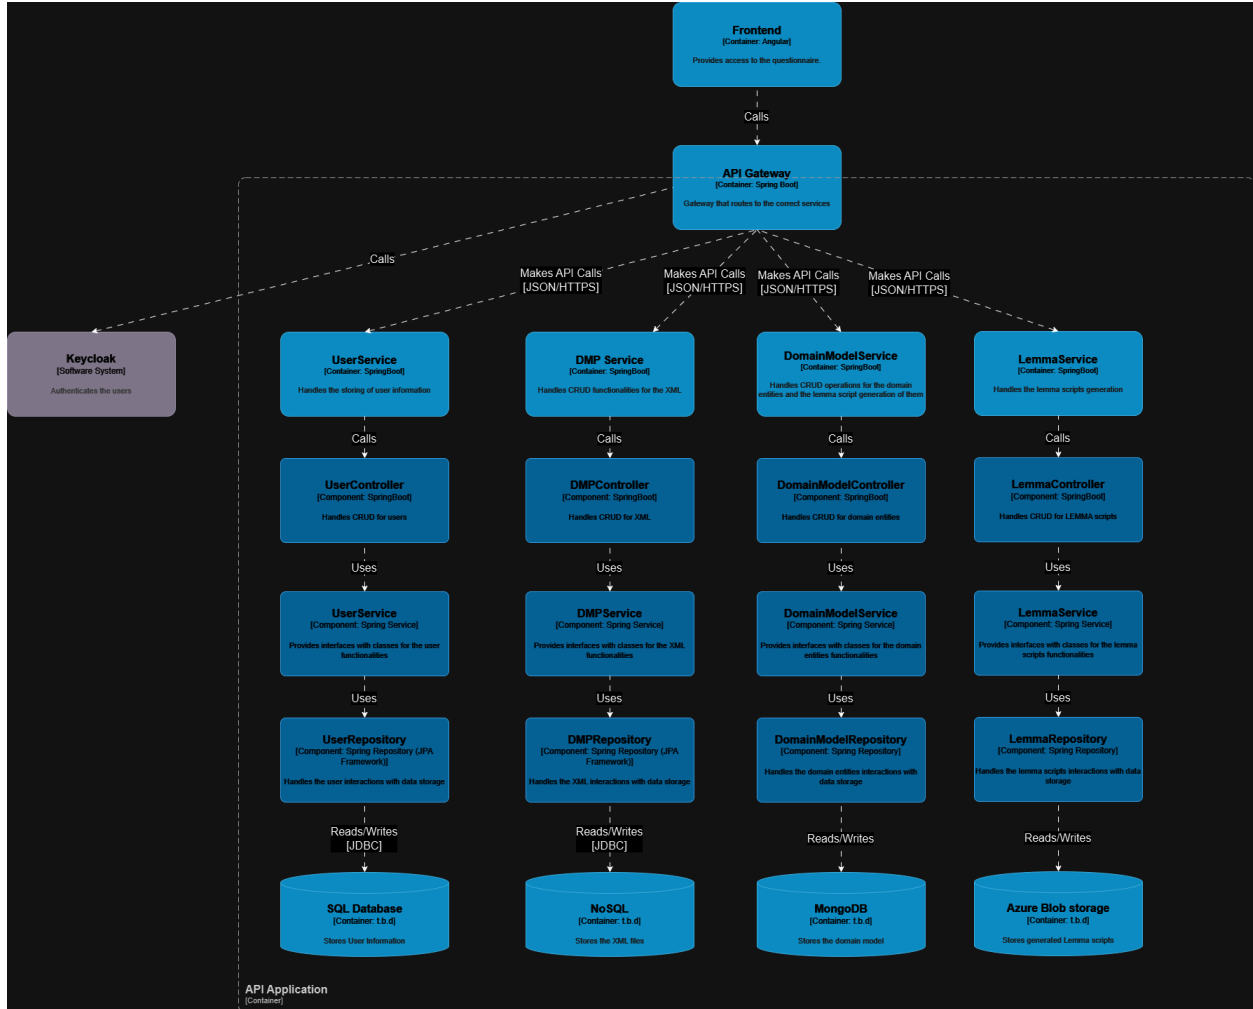 Frontend
[Container: Angular]
Provides access to the questionnaire.
Calls
API Gateway
[Container: Spring Boot]
Gateway that routes to the correct services
Calls
Makes API Calls
[JSON/HTTPS]
Makes API Calls
[JSON/HTTPS]
Makes API Calls
[JSON/HTTPS]
Makes API Calls
[JSON/HTTPS]
Keycloak
[Software System]
Authenticates the users
UserService
[Container: SpringBoot]
Handles the storing of user information
DMP Service
[Container: SpringBoot]
Handles CRUD functionalities for the XML
DomainModelService
[Container: SpringBoot]
Handles CRUD operations for the domain
entities and the lemma script generation of them
LemmaService
[Container: SpringBoot]
Handles the lemma scripts generation
Calls
Calls
Calls
Calls
UserController
[Component: SpringBoot]
Handles CRUD for users
DMPController
[Component: SpringBoot]
Handles CRUD for XML
DomainModelController
[Component: SpringBoot]
Handles CRUD for domain entities
LemmaController
[Component: SpringBoot]
Handles CRUD for LEMMA scripts
Uses
Uses
Uses
Uses
UserService
[Component: Spring Service]
Provides interfaces with classes for the user
functionalities
DMPService
[Component: Spring Service]
Provides interfaces with classes for the XML
functionalities
DomainModelService
[Component: Spring Service]
Provides interfaces with classes for the domain
entities functionalities
LemmaService
[Component: Spring Service]
Provides interfaces with classes for the lemma
scripts functionalities
Uses
Uses
Uses
Uses
UserRepository
[Component: Spring Repository (JPA
Framework)]
Handles the user interactions with data storage
DMPRepository
[Component: Spring Repository (JPA
Framework)]
Handles the XML interactions with data storage
DomainModelRepository
[Component: Spring Repository]
Handles the domain entities interactions with
data storage
LemmaRepository
[Component: Spring Repository]
Handles the lemma scripts interactions with data
storage
Reads/Writes
[JDBC]
Reads/Writes
[JDBC]
Reads/Writes
Reads/Writes
SQL Database
[Container: t.b.d]
Stores User Information
NoSQL
[Container: t.b.d]
Stores the XML files
MongoDB
[Container: t.b.d]
Stores the domain model
Azure Blob storage
[Container: t.b.d]
Stores generated Lemma scripts
API Application
[Container]